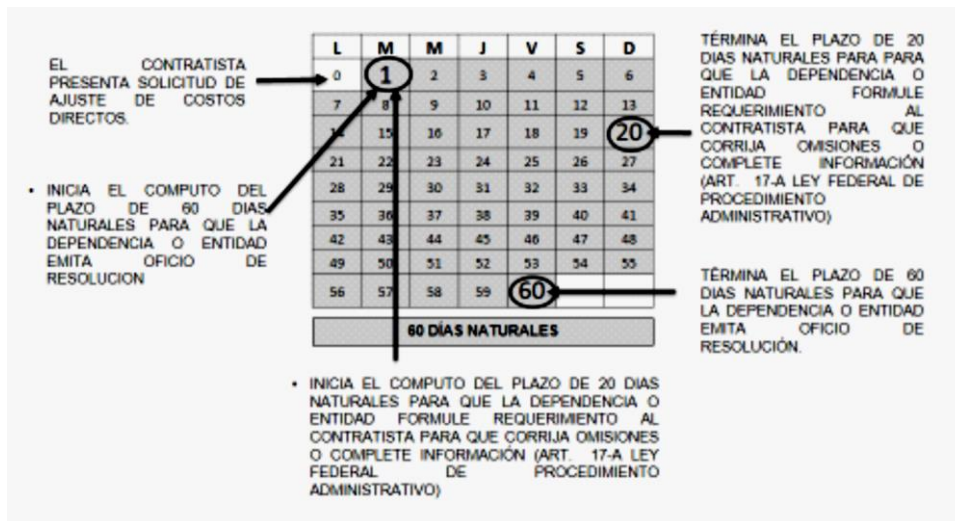 EL CONTRATISTA
PRESENTA SOLICITUD DE
AJUSTE DE COSTOS
DIRECTOS.
• INICIA EL COMPUTO DEL
PLAZO DE 60 DIAS
NATURALES PARA QUE LA
DEPENDENCIA O ENTIDAD
EMITA OFICIO DE
RESOLUCION
L M M J V S D
0 1 2 3 4 5 6
7 8 9 10 11 12 13
14 15 16 17 18 19 20
21 22 23 24 25 26 27
28 29 30 31 32 33 34
35 36 37 38 39 40 41
42 43 44 45 46 47 48
49 50 51 52 53 54 55
56 57 58 59 60
60 DÍAS NATURALES
• INICIA EL COMPUTO DEL PLAZO DE 20 DIAS
NATURALES PARA QUE LA DEPENDENCIA O
ENTIDAD FORMULE REQUERIMIENTO AL
CONTRATISTA PARA QUE CORRIJA OMISIONES
O COMPLETE INFORMACIÓN (ART. 17-A LEY
FEDERAL DE PROCEDIMIENTO
ADMINISTRATIVO)
TÉRMINA EL PLAZO DE 20
DIAS NATURALES PARA PARA
QUE LA DEPENDENCIA O
ENTIDAD FORMULE
REQUERIMIENTO AL
CONTRATISTA PARA QUE
CORRIJA OMISIONES O
COMPLETE INFORMACIÓN
(ART. 17-A LEY FEDERAL DE
PROCEDIMIENTO
ADMINISTRATIVO)
TÉRMINA EL PLAZO DE 60
DIAS NATURALES PARA QUE
LA DEPENDENCIA O ENTIDAD
EMITA OFICIO DE
RESOLUCIÓN.